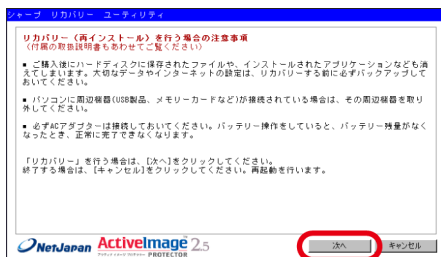 シャープ リカバリー ユーティリティ
リカバリー（再インストール）を行う場合の注意事項
（付属の取扱説明書もあわせてご覧ください）
■ ご購入後にハードディスクに保存されたファイルや、インストールされたアプリケーションなども消
えてしまいます。大切なデータやインターネットの設定は、リカバリーする前に必ずバックアップして
おいてください。
■ パソコンに周辺機器(USB製品、メモリーカードなど)が接続されている場合は、その周辺機器を取り
外してください。
■ 必ずACアダプターは接続しておいてください。バッテリー操作をしていると、バッテリー残量がなく
なったとき、正常に完了できなくなります。
「リカバリー」を行う場合は、[次へ]をクリックしてください。
終了する場合は、[キャンセル]をクリックしてください。再起動を行います。
NetJapan ActiveImage 2.5
PROTECTOR
次へ キャンセル